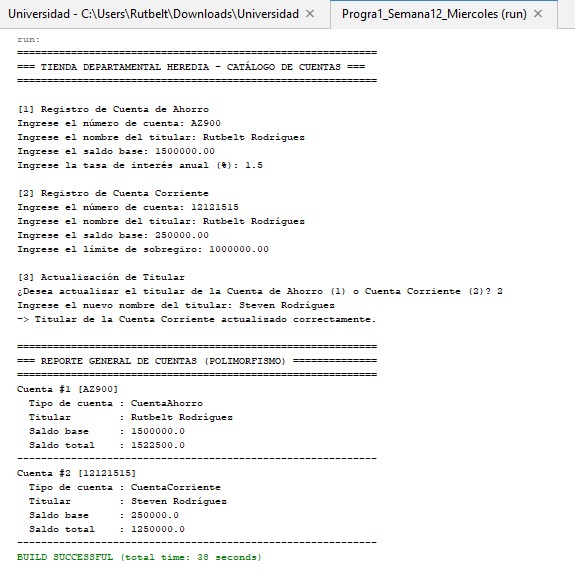 Universidad - C:\Users\Rutbelt\Downloads\Universidad × Progra1_Semana12_Miercoles (run) ×
run:
============================================================
=== TIENDA DEPARTAMENTAL HEREDIA - CATÁLOGO DE CUENTAS ===
============================================================
[1] Registro de Cuenta de Ahorro
Ingrese el número de cuenta: AZ900
Ingrese el nombre del titular: Rutbelt Rodríguez
Ingrese el saldo base: 1500000.00
Ingrese la tasa de interés anual (%): 1.5
[2] Registro de Cuenta Corriente
Ingrese el número de cuenta: 12121515
Ingrese el nombre del titular: Rutbelt Rodríguez
Ingrese el saldo base: 250000.00
Ingrese el límite de sobregiro: 1000000.00
[3] Actualización de Titular
¿Desea actualizar el titular de la Cuenta de Ahorro (1) o Cuenta Corriente (2)? 2
Ingrese el nuevo nombre del titular: Steven Rodríguez
-> Titular de la Cuenta Corriente actualizado correctamente.
============================================================
=== REPORTE GENERAL DE CUENTAS (POLIMORFISMO) ==============
============================================================
Cuenta #1 [AZ900]
Tipo de cuenta : CuentaAhorro
Titular : Rutbelt Rodríguez
Saldo base : 1500000.0
Saldo total : 1522500.0
------------------------------------------------------------
Cuenta #2 [12121515]
Tipo de cuenta : CuentaCorriente
Titular : Steven Rodríguez
Saldo base : 250000.0
Saldo total : 1250000.0
------------------------------------------------------------
BUILD SUCCESSFUL (total time: 38 seconds)